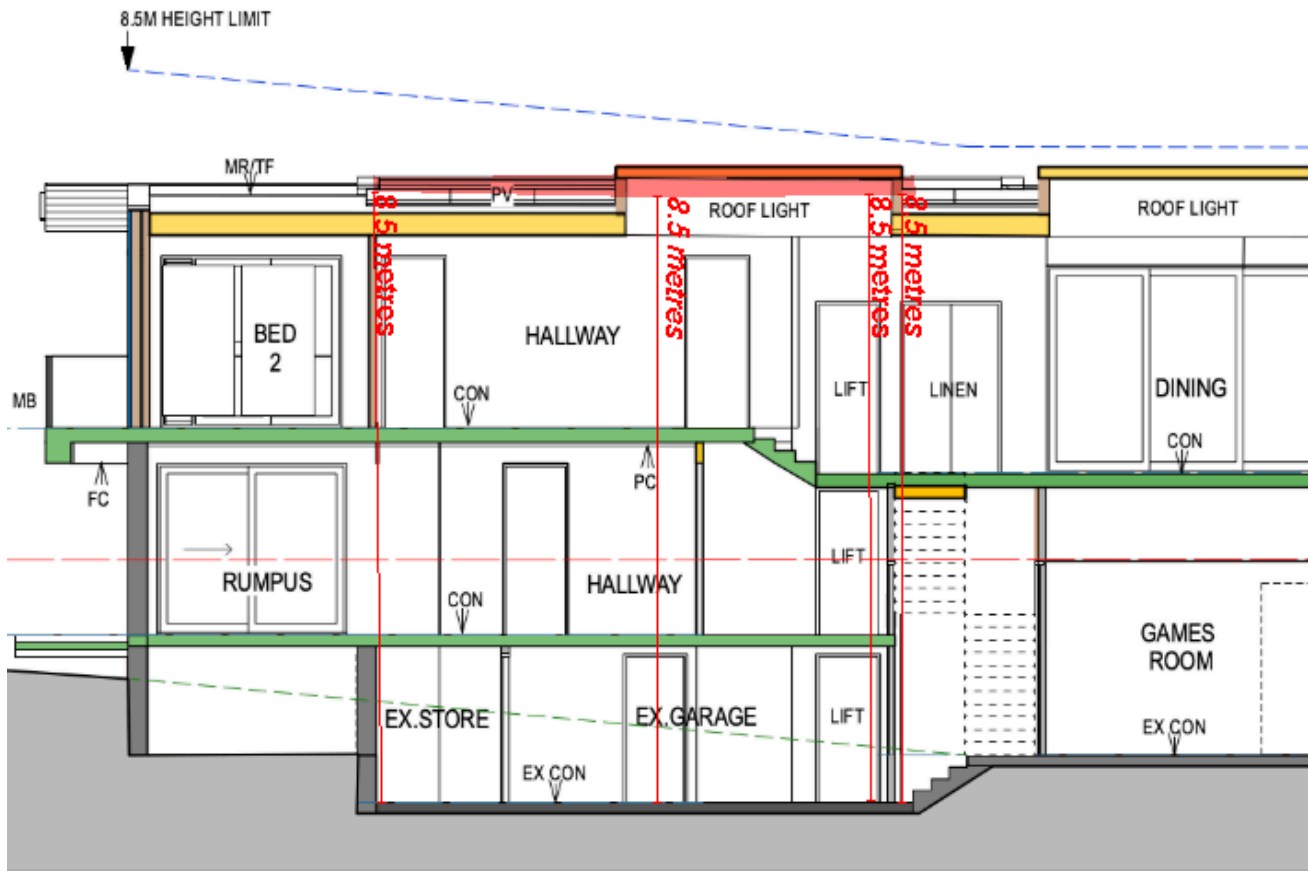 8.5M HEIGHT LIMIT
MR/TF
PV
ROOF LIGHT
ROOF LIGHT
8.5 metres
8.5 metres
8.5 metres
8.5 metres
BED
2
HALLWAY
CON
LIFT
LINEN
DINING
MB
CON
FC
PC
RUMPUS
HALLWAY
LIFT
CON
GAMES
ROOM
EX.STORE
EX.GARAGE
LIFT
EX CON
EX CON